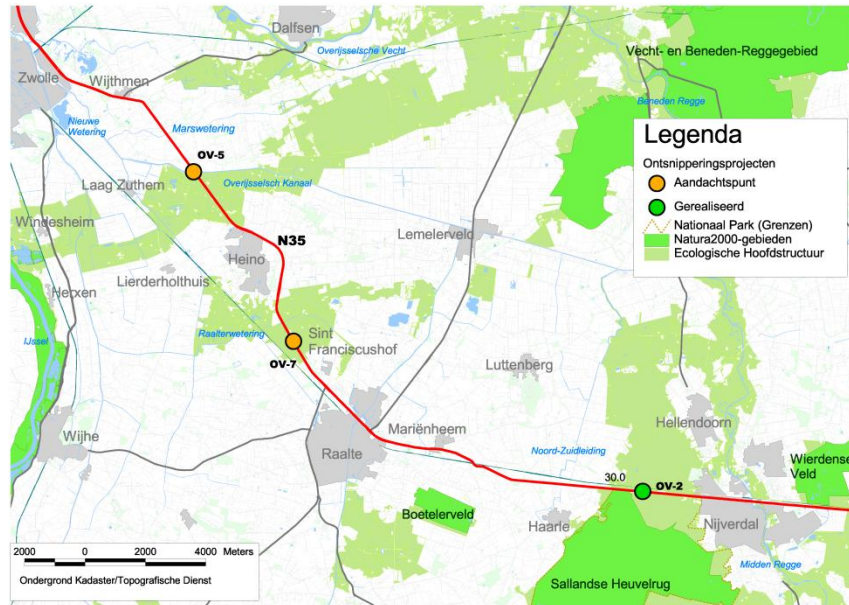 Dalfsen
Overijsselsche Vecht
Vecht- en Beneden-Reggegebied
Zwolle
Wijthmen
Beneden Regge
Nieuwe
Wetering
Marswetering
Legenda
Ontsnipperingsprojecten
Aandachtspunt
Gerealiseerd
Nationaal Park (Grenzen)
Natura2000-gebieden
Ecologische Hoofdstructuur
OV-5
Laag Zuthem
Overijsselsch Kanaal
Windesheim
N35
Lemelerveld
Heino
Lierderholthuis
Herxen
IJssel
Raalterwetering
Sint
Franciscushof
OV-7
Luttenberg
Wijhe
Mariënheem
Hellendoorn
Raalte
Noord-Zuidleiding
Wierdense
Veld
30.0
OV-2
Boetelerveld
Haarle
Nijverdal
2000 0 2000 4000 Meters
Midden Regge
Ondergrond Kadaster/Topografische Dienst
Sallandse Heuvelrug